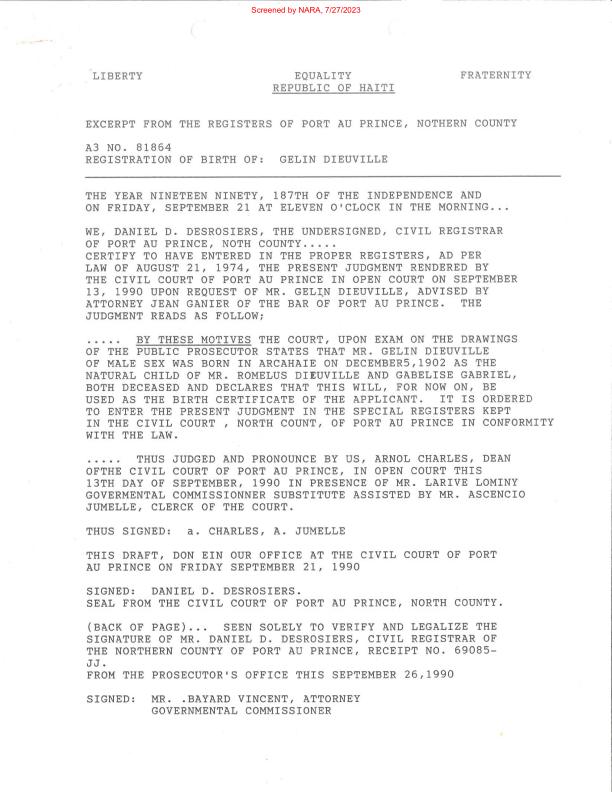 Screened by NARA, 7/27/2023
LIBERTY EQUALITY FRATERNITY
REPUBLIC OF HAITI
EXCERPT FROM THE REGISTERS OF PORT AU PRINCE, NOTHERN COUNTY
A3 NO. 81864
REGISTRATION OF BIRTH OF: GELIN DIEUVILLE
THE YEAR NINETEEN NINETY, 187TH OF THE INDEPENDENCE AND
ON FRIDAY, SEPTEMBER 21 AT ELEVEN O'CLOCK IN THE MORNING...
WE, DANIEL D. DESROSIERS, THE UNDERSIGNED, CIVIL REGISTRAR
OF PORT AU PRINCE, NOTH COUNTY.....
CERTIFY TO HAVE ENTERED IN THE PROPER REGISTERS, AD PER
LAW OF AUGUST 21, 1974, THE PRESENT JUDGMENT RENDERED BY
THE CIVIL COURT OF PORT AU PRINCE IN OPEN COURT ON SEPTEMBER
13, 1990 UPON REQUEST OF MR. GELIN DIEUVILLE, ADVISED BY
ATTORNEY JEAN GANIER OF THE BAR OF PORT AU PRINCE. THE
JUDGMENT READS AS FOLLOW;
..... BY THESE MOTIVES THE COURT, UPON EXAM ON THE DRAWINGS
OF THE PUBLIC PROSECUTOR STATES THAT MR. GELIN DIEUVILLE
OF MALE SEX WAS BORN IN ARCAHAIE ON DECEMBER5,1902 AS THE
NATURAL CHILD OF MR. ROMELUS DIEUVILLE AND GABELISE GABRIEL,
BOTH DECEASED AND DECLARES THAT THIS WILL, FOR NOW ON, BE
USED AS THE BIRTH CERTIFICATE OF THE APPLICANT. IT IS ORDERED
TO ENTER THE PRESENT JUDGMENT IN THE SPECIAL REGISTERS KEPT
IN THE CIVIL COURT , NORTH COUNT, OF PORT AU PRINCE IN CONFORMITY
WITH THE LAW.
..... THUS JUDGED AND PRONOUNCE BY US, ARNOL CHARLES, DEAN
OFTHE CIVIL COURT OF PORT AU PRINCE, IN OPEN COURT THIS
13TH DAY OF SEPTEMBER, 1990 IN PRESENCE OF MR. LARIVE LOMINY
GOVERMENTAL COMMISSIONNER SUBSTITUTE ASSISTED BY MR. ASCENCIO
JUMELLE, CLERCK OF THE COURT.
THUS SIGNED: a. CHARLES, A. JUMELLE
THIS DRAFT, DON EIN OUR OFFICE AT THE CIVIL COURT OF PORT
AU PRINCE ON FRIDAY SEPTEMBER 21, 1990
SIGNED: DANIEL D. DESROSIERS.
SEAL FROM THE CIVIL COURT OF PORT AU PRINCE, NORTH COUNTY.
(BACK OF PAGE)... SEEN SOLELY TO VERIFY AND LEGALIZE THE
SIGNATURE OF MR. DANIEL D. DESROSIERS, CIVIL REGISTRAR OF
THE NORTHERN COUNTY OF PORT AU PRINCE, RECEIPT NO. 69085-
JJ.
FROM THE PROSECUTOR'S OFFICE THIS SEPTEMBER 26,1990
SIGNED: MR. .BAYARD VINCENT, ATTORNEY
GOVERNMENTAL COMMISSIONER